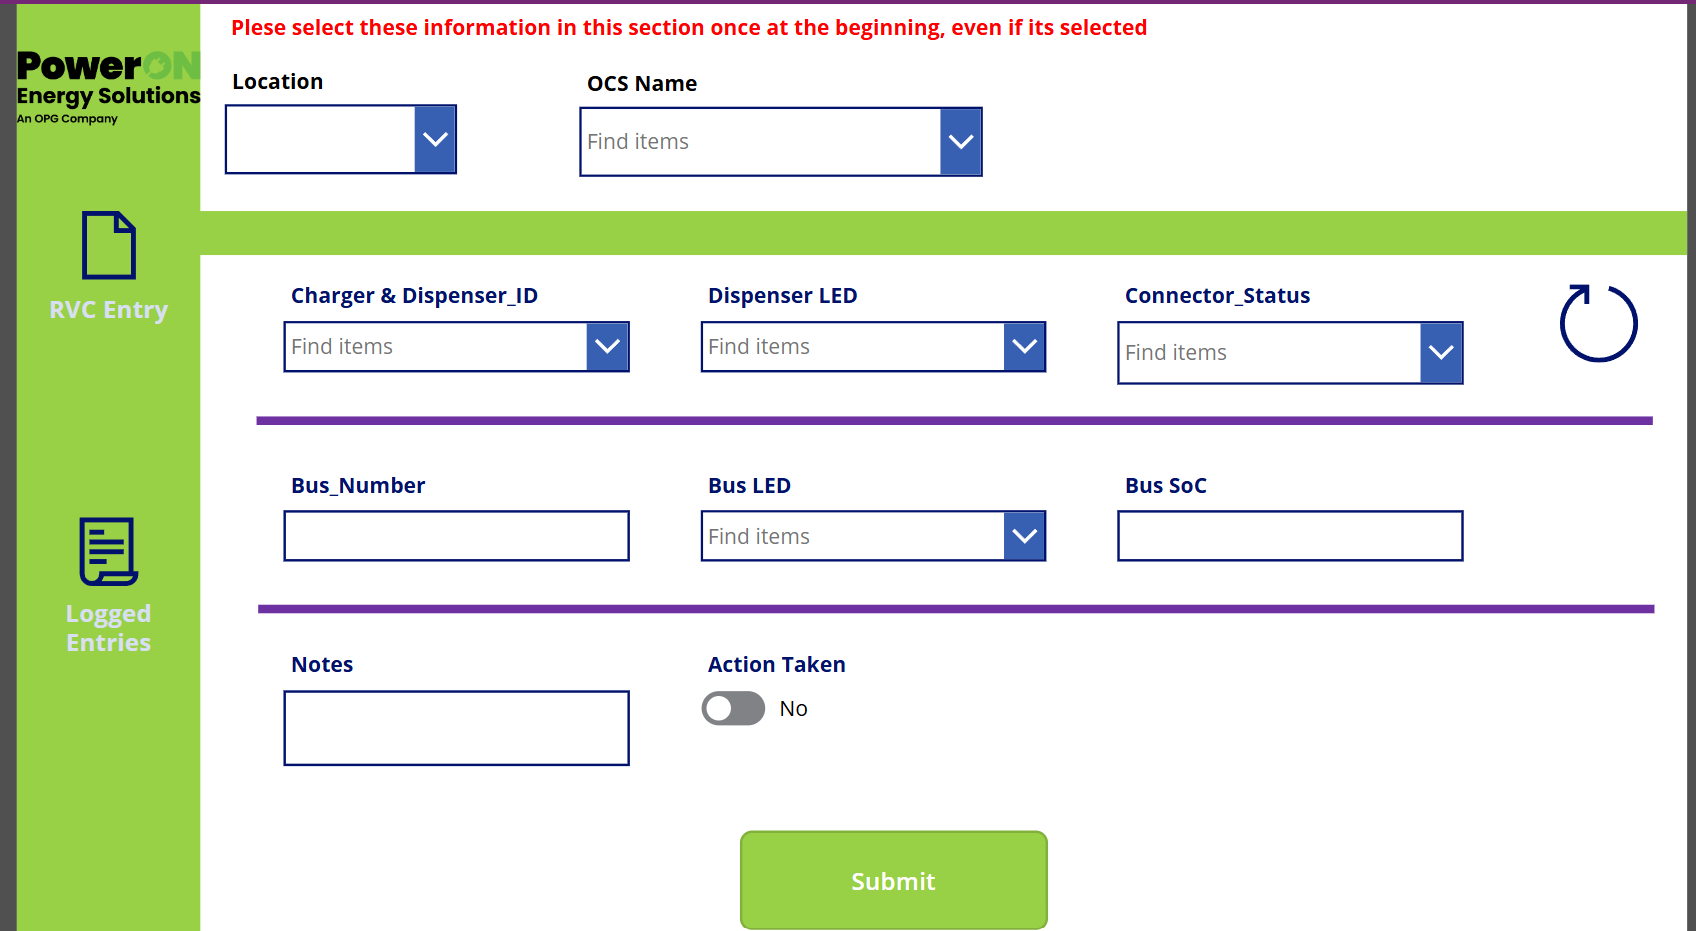 Plese select these information in this section once at the beginning, even if its selected
PowerON
Energy Solutions
An OPG Company
Location
OCS Name
Find items
RVC Entry
Charger & Dispenser_ID
Dispenser LED
Connector_Status
Find items
Find items
Find items
Bus_Number
Bus LED
Bus SoC
Find items
Logged
Entries
Notes
Action Taken
No
Submit